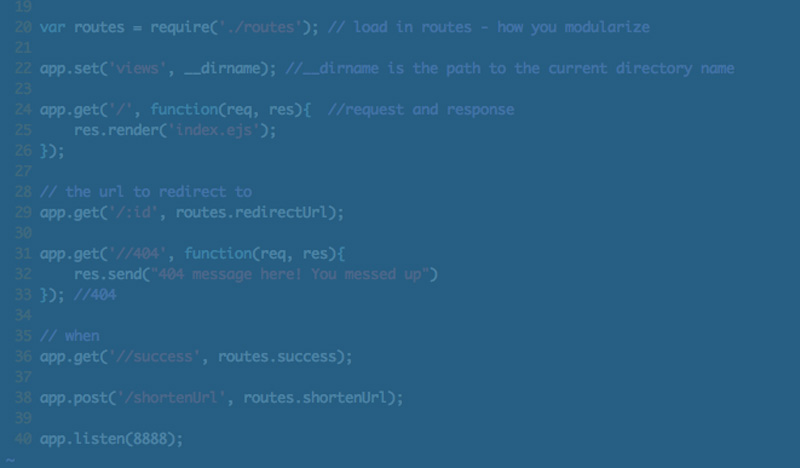 19
20 var routes = require('./routes'); // load in routes - how you modularize
21
22 app.set('views', __dirname); //__dirname is the path to the current directory name
23
24 app.get('/', function(req, res){  //request and response
25     res.render('index.ejs');
26 });
27
28 // the url to redirect to
29 app.get('/:id', routes.redirectUrl);
30
31 app.get('//404', function(req, res){
32     res.send("404 message here! You messed up")
33 }); //404
34
35 // when
36 app.get('//success', routes.success);
37
38 app.post('/shortenUrl', routes.shortenUrl);
39
40 app.listen(8888);
~